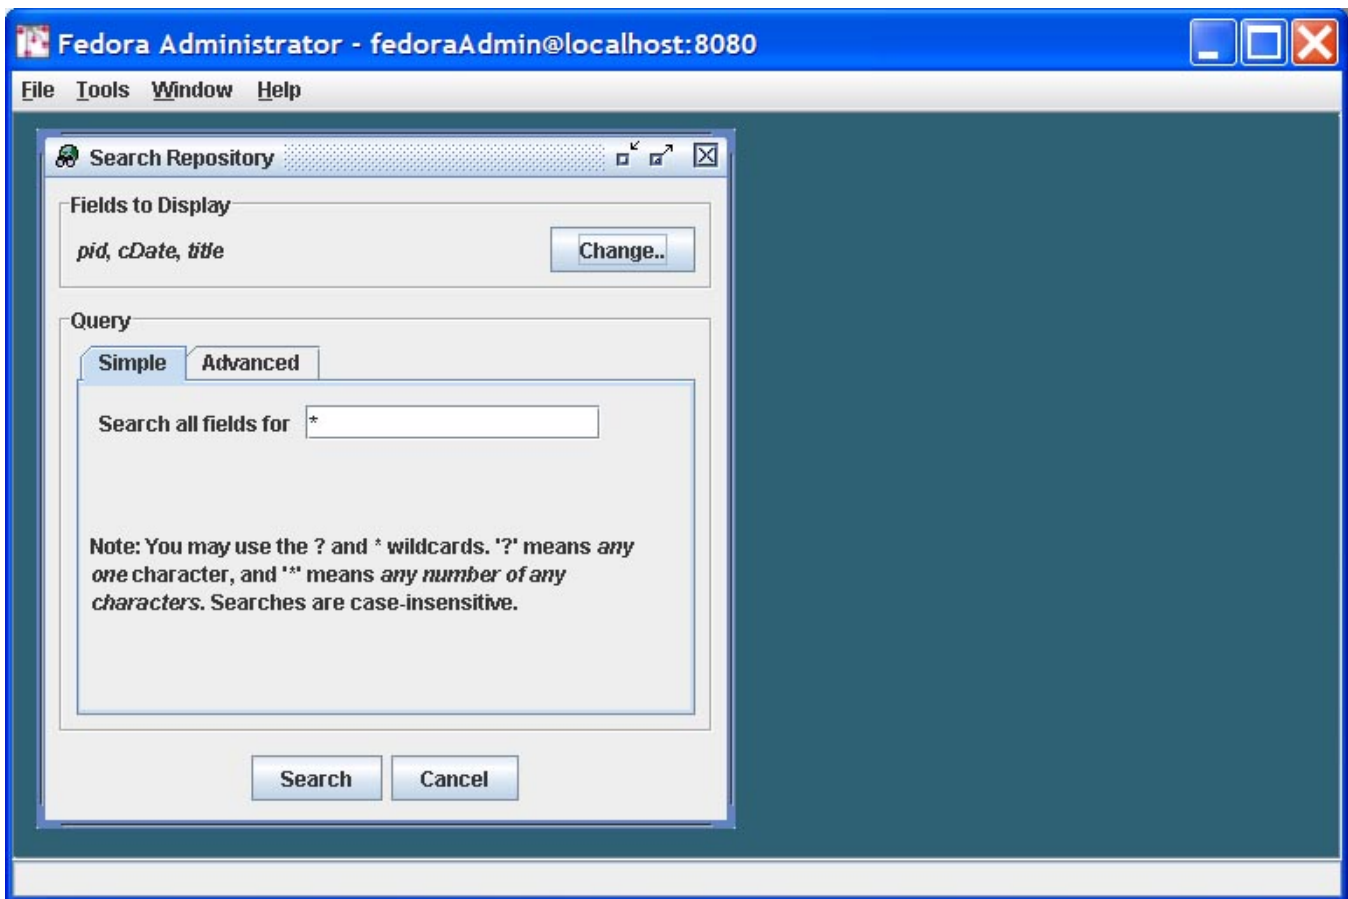 Fedora Administrator - fedoraAdmin@localhost:8080
File Tools Window Help
Search Repository
Fields to Display
pid, cDate, title
Change..
Query
Simple Advanced
Search all fields for *
Note: You may use the ? and * wildcards. '?' means any
one character, and '*' means any number of any
characters. Searches are case-insensitive.
Search Cancel